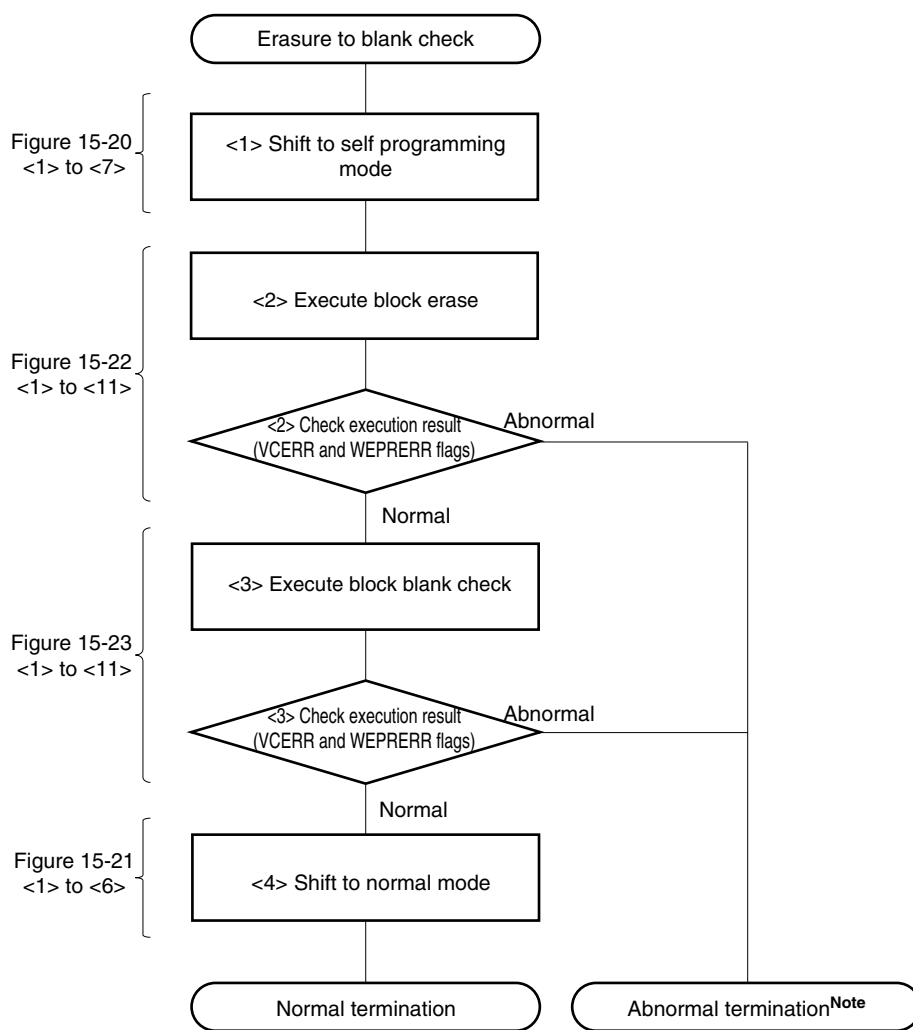 Erasure to blank check
Figure 15-20
<1> to <7>
<1> Shift to self programming
mode
<2> Execute block erase
Figure 15-22
<1> to <11>
<2> Check execution result
(VCERR and WEPRERR flags)
Abnormal
Normal
<3> Execute block blank check
Figure 15-23
<1> to <11>
<3> Check execution result
(VCERR and WEPRERR flags)
Abnormal
Normal
Figure 15-21
<1> to <6>
<4> Shift to normal mode
Normal termination
Abnormal terminationNote